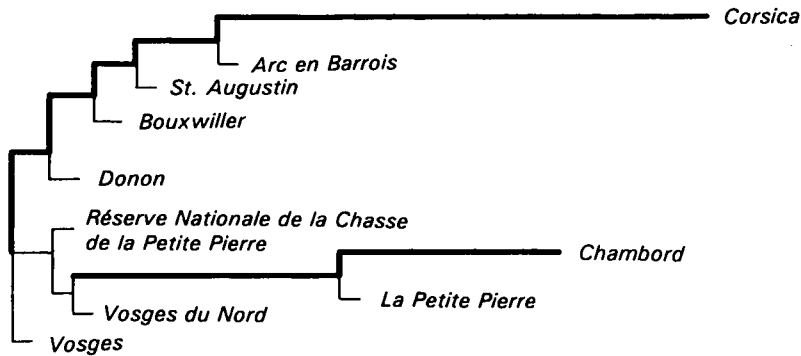 Corsica
Arc en Barrois
St. Augustin
Bouxwiller
Donon
Réserve Nationale de la Chasse
de la Petite Pierre
Chambord
La Petite Pierre
Vosges du Nord
Vosges